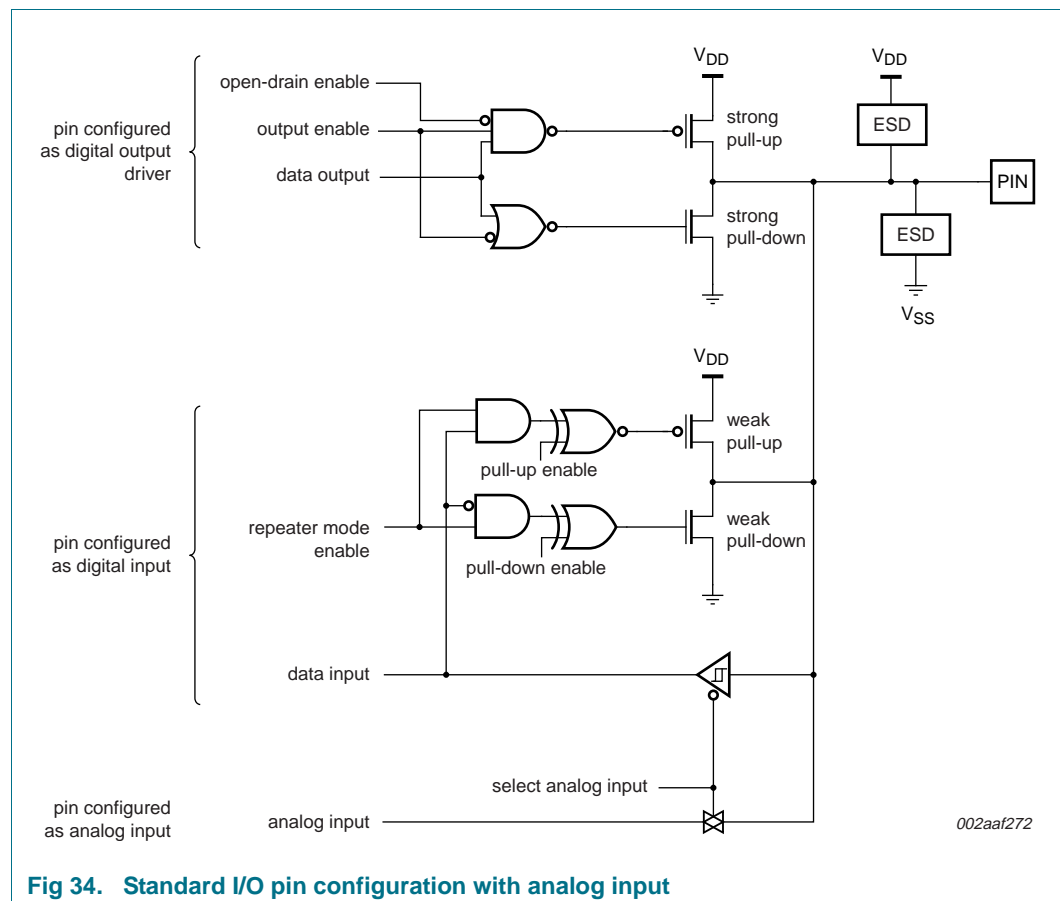 pin configured
as digital output
driver
open-drain enable
output enable
data output
VDD
strong
pull-up
strong
pull-down
VDD
ESD
PIN
ESD
VSS
pin configured
as digital input
VDD
weak
pull-up
pull-up enable
repeater mode
enable
weak
pull-down
pull-down enable
data input
select analog input
pin configured
as analog input
analog input
002aaf272
Fig 34. Standard I/O pin configuration with analog input